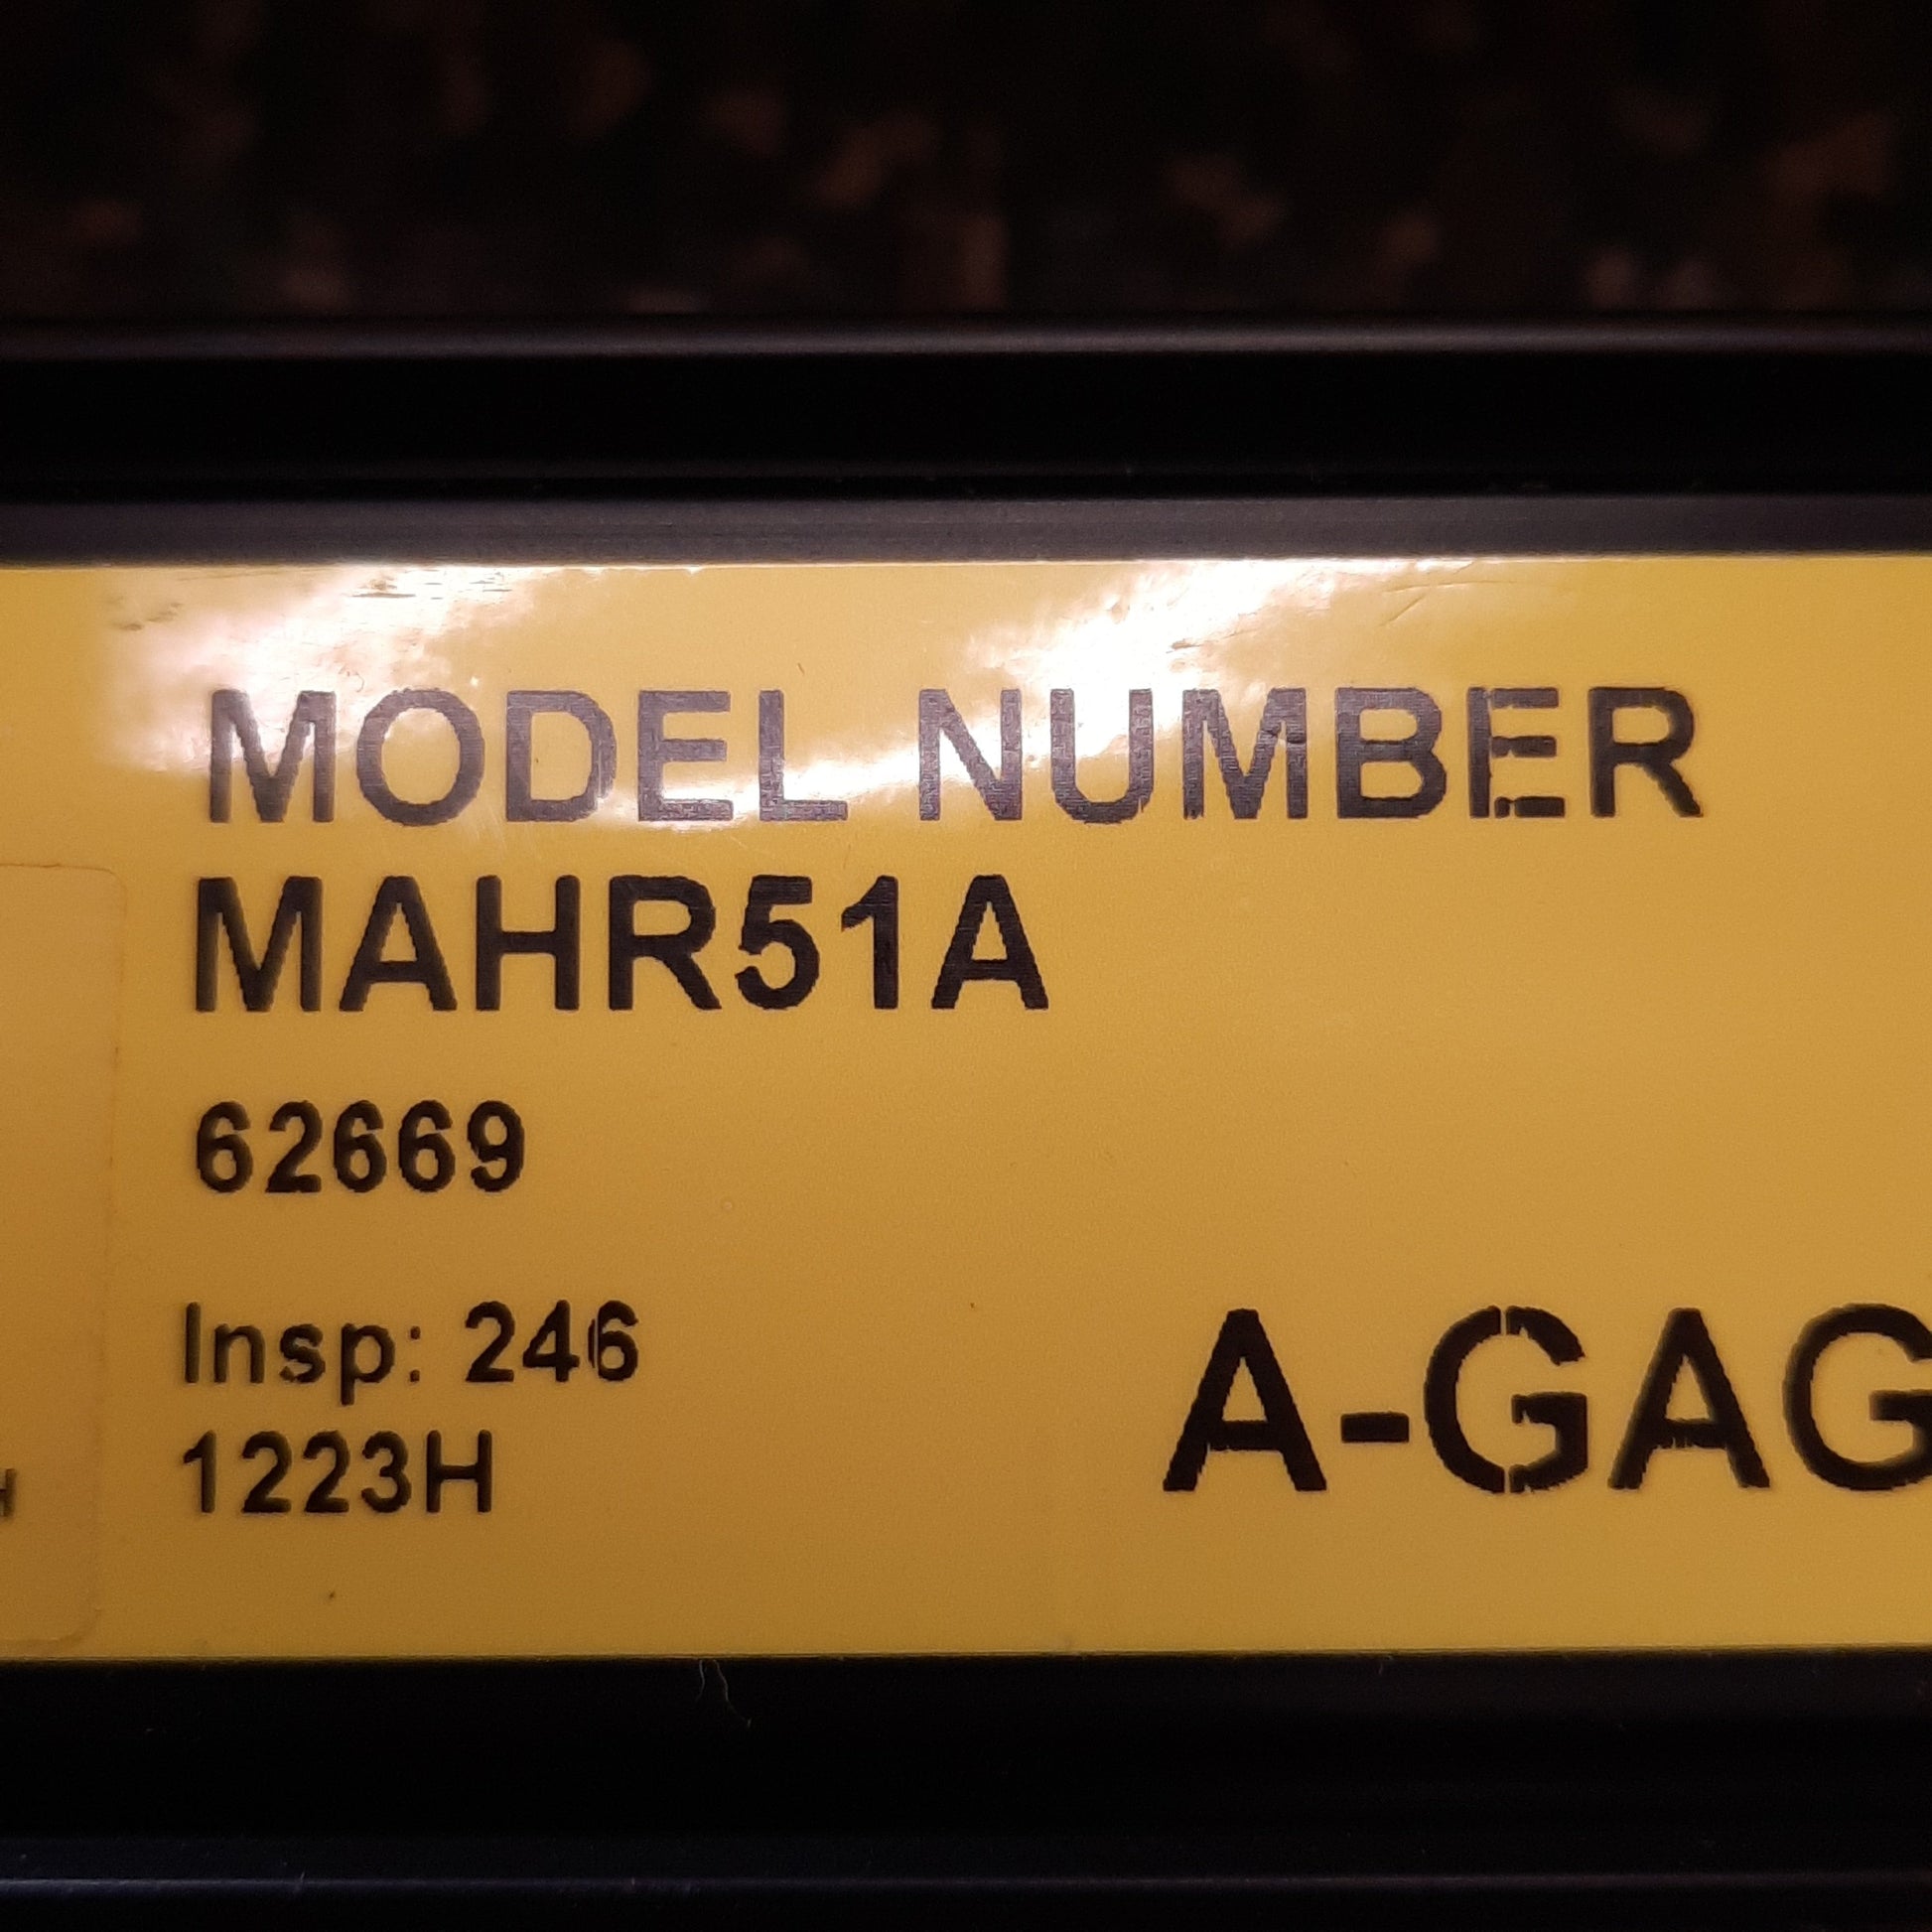 MODEL NUMBER
MAHR51A
62669
Insp: 246
1223H
A-GAG
H